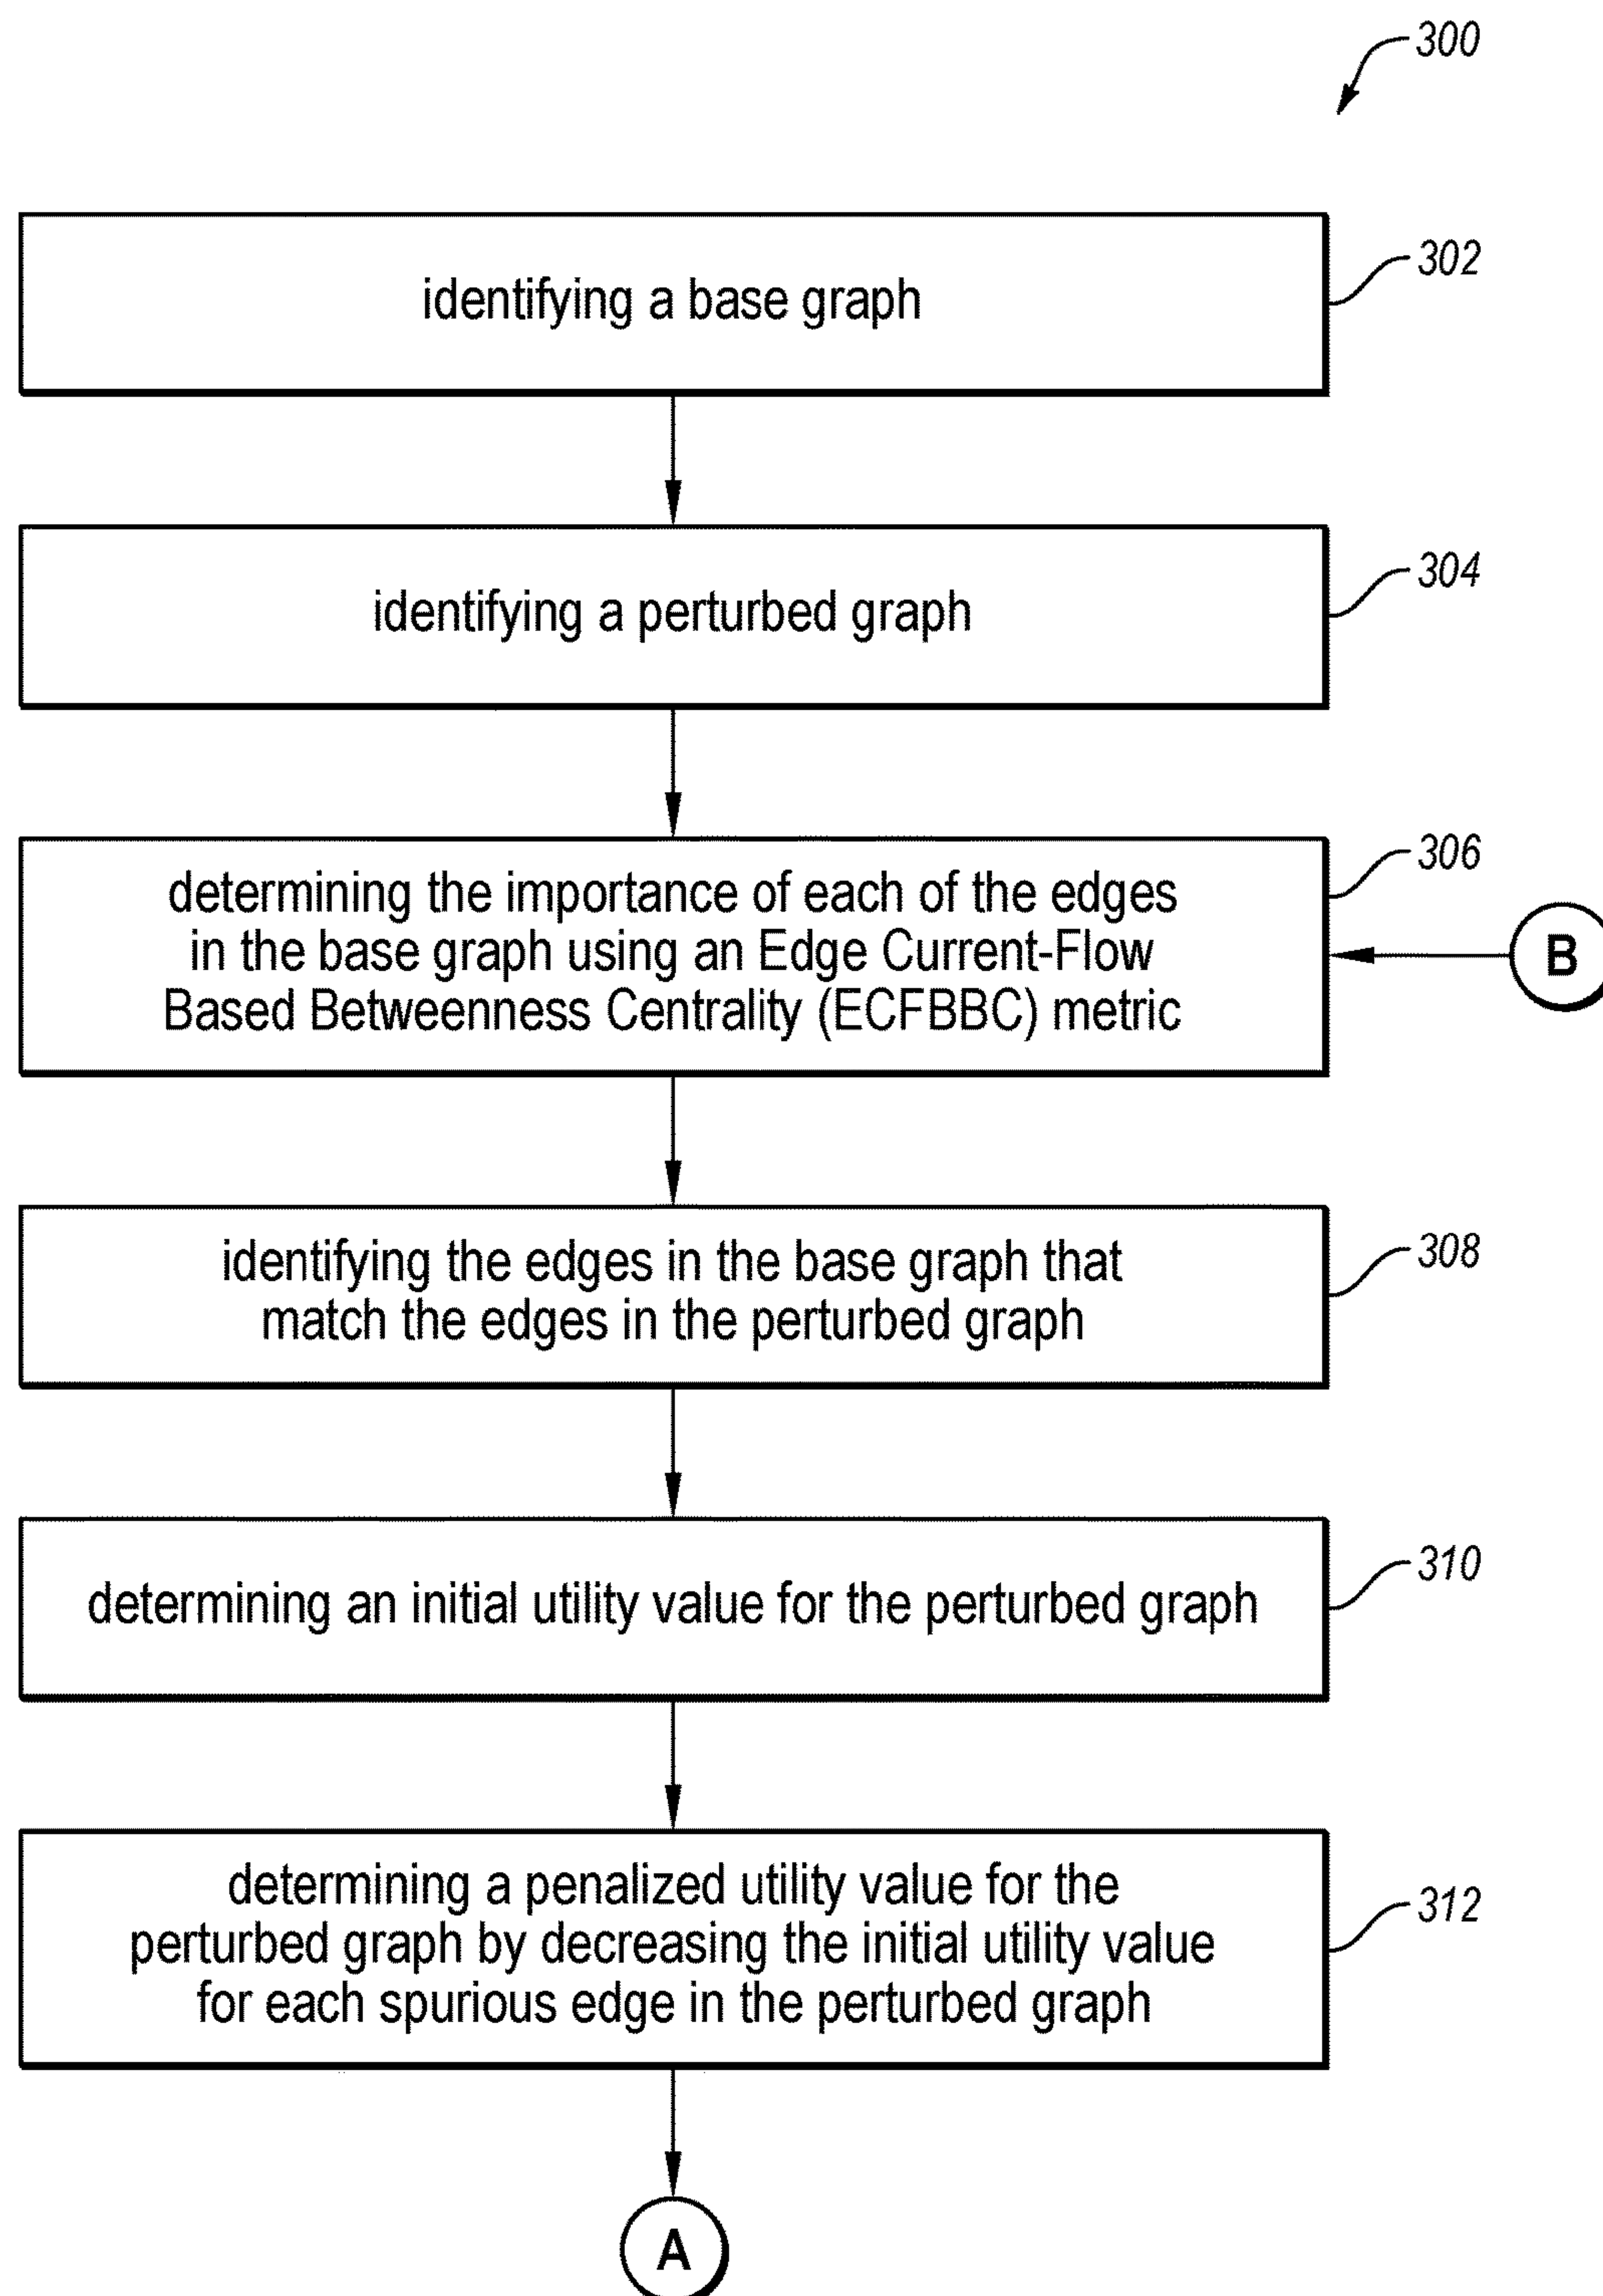 300
identifying a base graph
302
identifying a perturbed graph
304
determining the importance of each of the edges
in the base graph using an Edge Current-Flow
Based Betweenness Centrality (ECFBBC) metric
306
B
identifying the edges in the base graph that
match the edges in the perturbed graph
308
determining an initial utility value for the perturbed graph
310
determining a penalized utility value for the
perturbed graph by decreasing the initial utility value
for each spurious edge in the perturbed graph
312
A